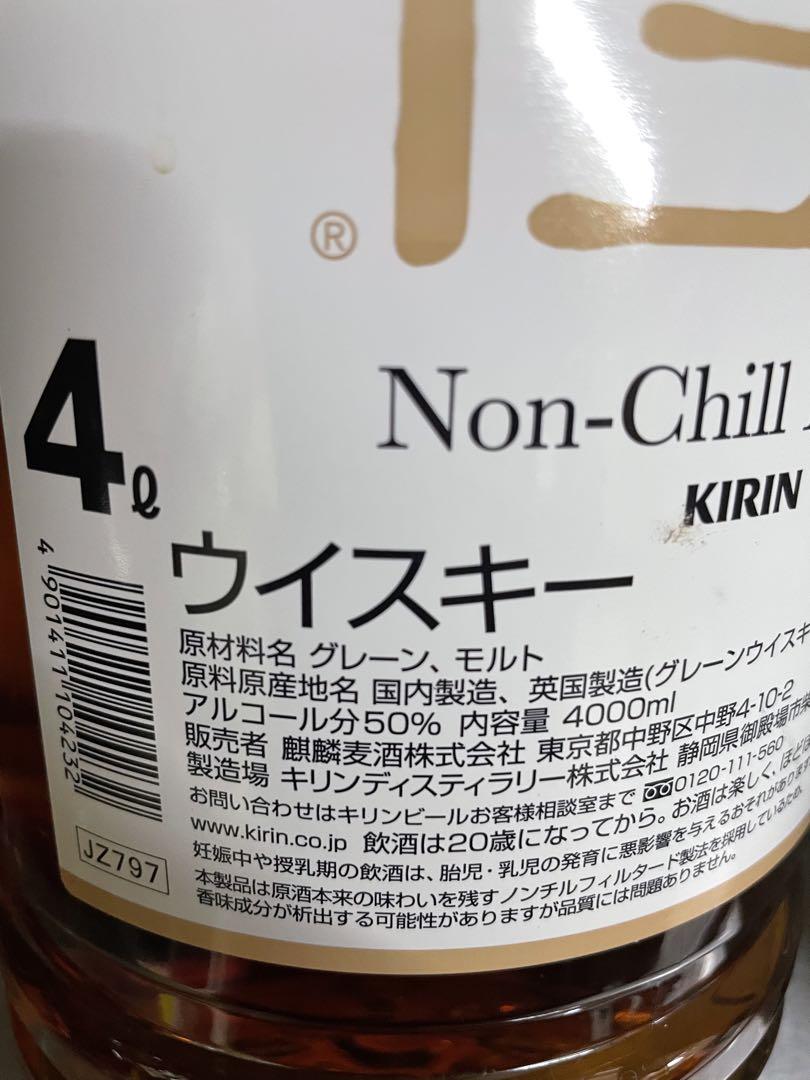 ®
Non-Chill
KIRIN
4ℓ
ウイスキー
原材料名 グレーン、モルト
原料原産地名 国内製造、英国製造(グレーンウイスキ
アルコール分50% 内容量 4000ml
販売者 麒麟麦酒株式会社 東京都中野区中野4-10-2
製造場 キリンディスティラリー株式会社 静岡県御殿場市柴
お問い合わせはキリンビールお客様相談室まで 0120-111-560
www.kirin.co.jp 飲酒は20歳になってから。お酒は楽しく、ほどほ
妊娠中や授乳期の飲酒は、胎児・乳児の発育に悪影響を与えるおそれがあります
本製品は原酒本来の味わいを残すノンチルフィルタード製法を採用しているため、
香味成分が析出する可能性がありますが品質には問題ありません。
4 901411 104232
JZ797